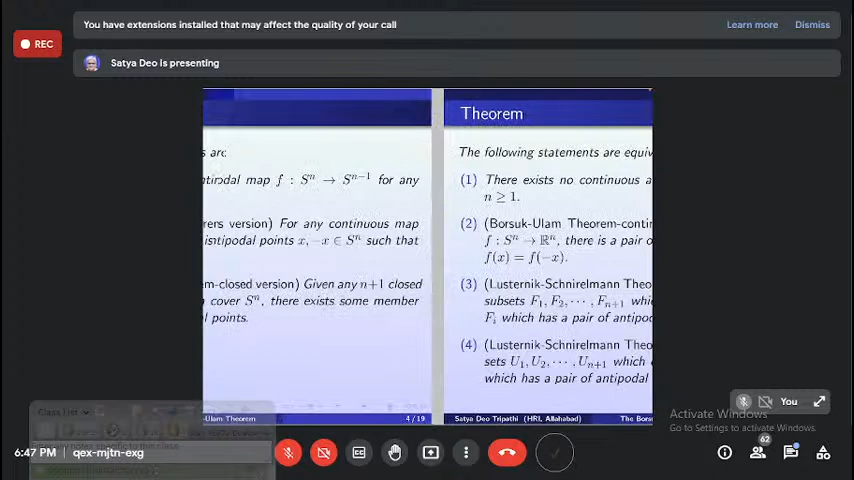 You have extensions installed that may affect the quality of your call
Learn more
Dismiss
REC
Satya Deo is presenting
s are:
map f : Sⁿ → Sⁿ⁻¹ for any
version) For any continuous map
points x, −x ∈ Sⁿ such that
em-closed version) Given any n+1 closed
cover Sⁿ, there exists some member
l points.
-Ulam Theorem
4 / 19
Theorem
The following statements are equiv
(1) There exists no continuous a
n ≥ 1.
(2) (Borsuk-Ulam Theorem-conti
f : Sⁿ → ℝⁿ, there is a pair o
f(x) = f(−x).
(3) (Lusternik-Schnirelmann Theo
subsets F₁, F₂, ⋯ , Fₙ₊₁ whic
Fᵢ which has a pair of antipod
(4) (Lusternik-Schnirelmann Theo
sets U₁, U₂, ⋯ , Uₙ₊₁ which
which has a pair of antipodal
Satya Deo Tripathi (HRI, Allahabad)
The Bors
You
Activate Windows
Go to Settings to activate Windows.
Class List
6:47 PM
qex-mjtn-exg
62